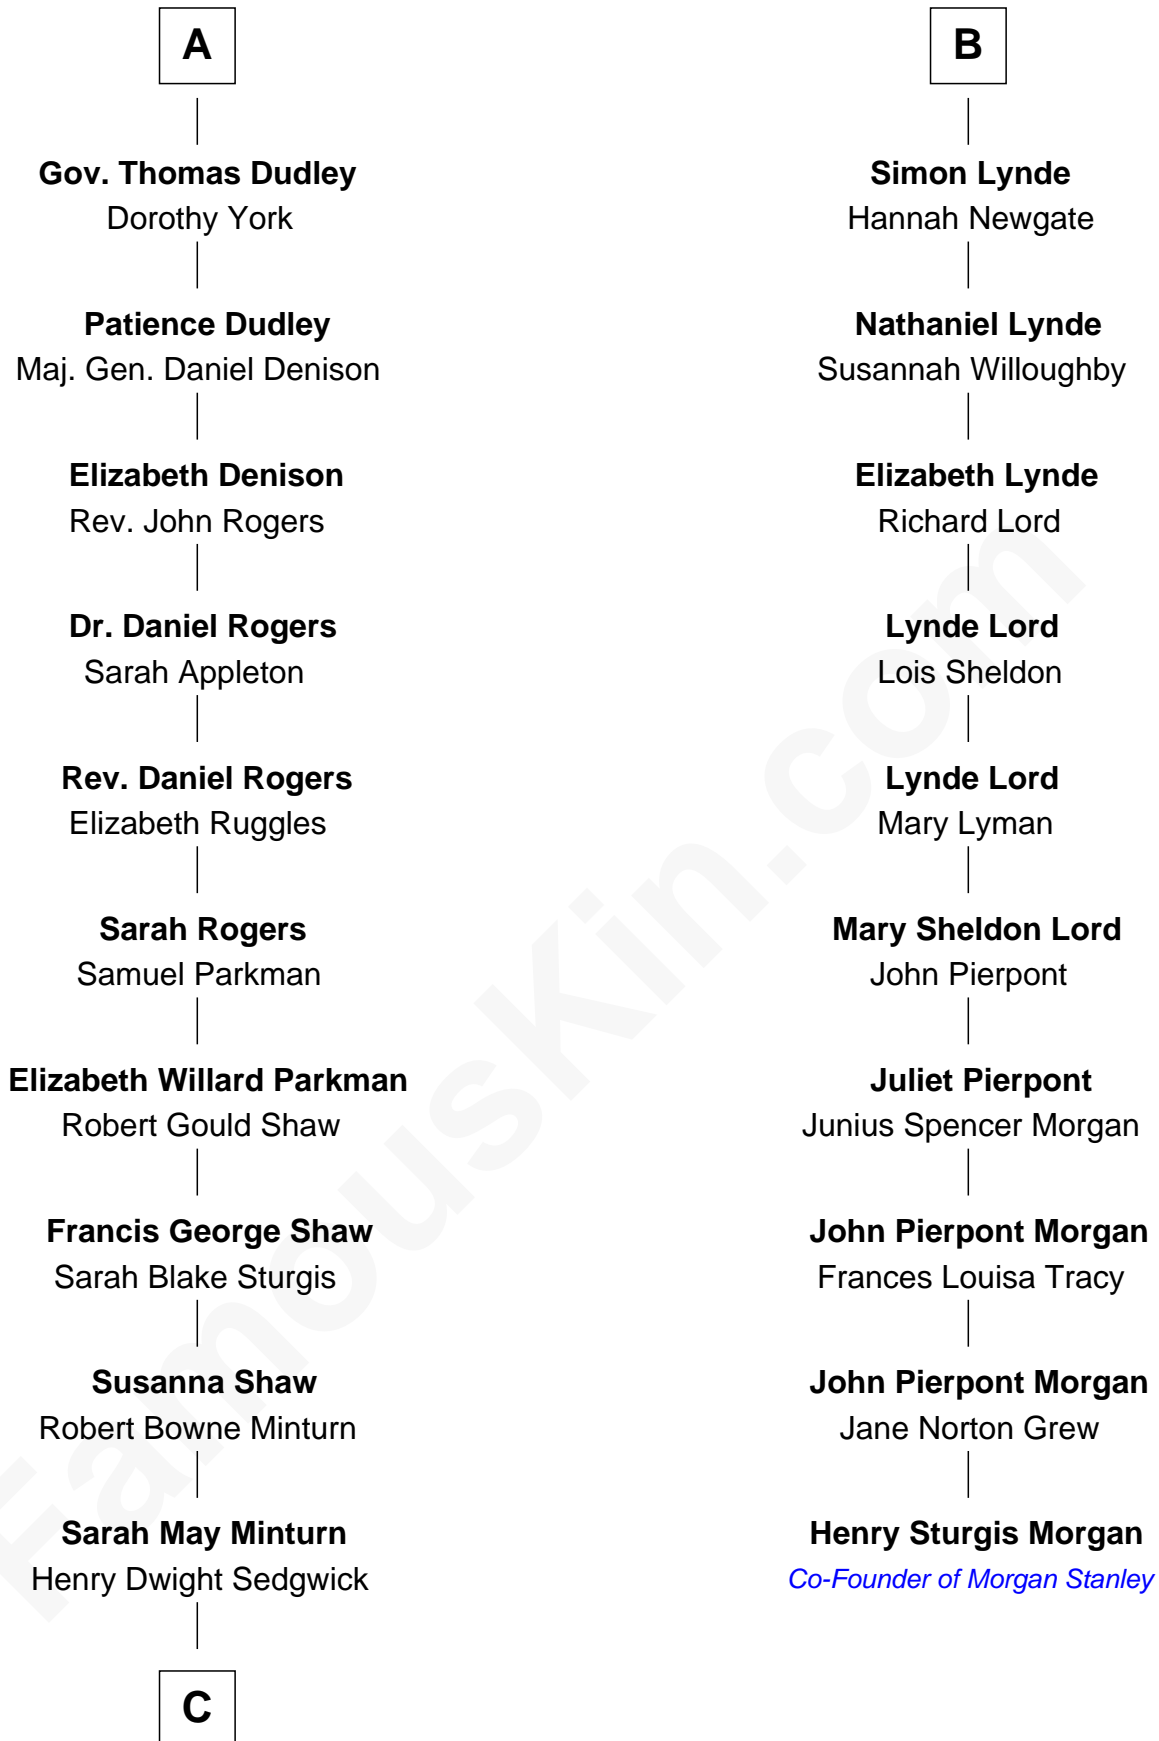 A
Gov. Thomas Dudley
Dorothy York
Patience Dudley
Maj. Gen. Daniel Denison
Elizabeth Denison
Rev. John Rogers
Dr. Daniel Rogers
Sarah Appleton
Rev. Daniel Rogers
Elizabeth Ruggles
Sarah Rogers
Samuel Parkman
Elizabeth Willard Parkman
Robert Gould Shaw
Francis George Shaw
Sarah Blake Sturgis
Susanna Shaw
Robert Bowne Minturn
Sarah May Minturn
Henry Dwight Sedgwick
C
B
Simon Lynde
Hannah Newgate
Nathaniel Lynde
Susannah Willoughby
Elizabeth Lynde
Richard Lord
Lynde Lord
Lois Sheldon
Lynde Lord
Mary Lyman
Mary Sheldon Lord
John Pierpont
Juliet Pierpont
Junius Spencer Morgan
John Pierpont Morgan
Frances Louisa Tracy
John Pierpont Morgan
Jane Norton Grew
Henry Sturgis Morgan
Co-Founder of Morgan Stanley
FamousKin.com